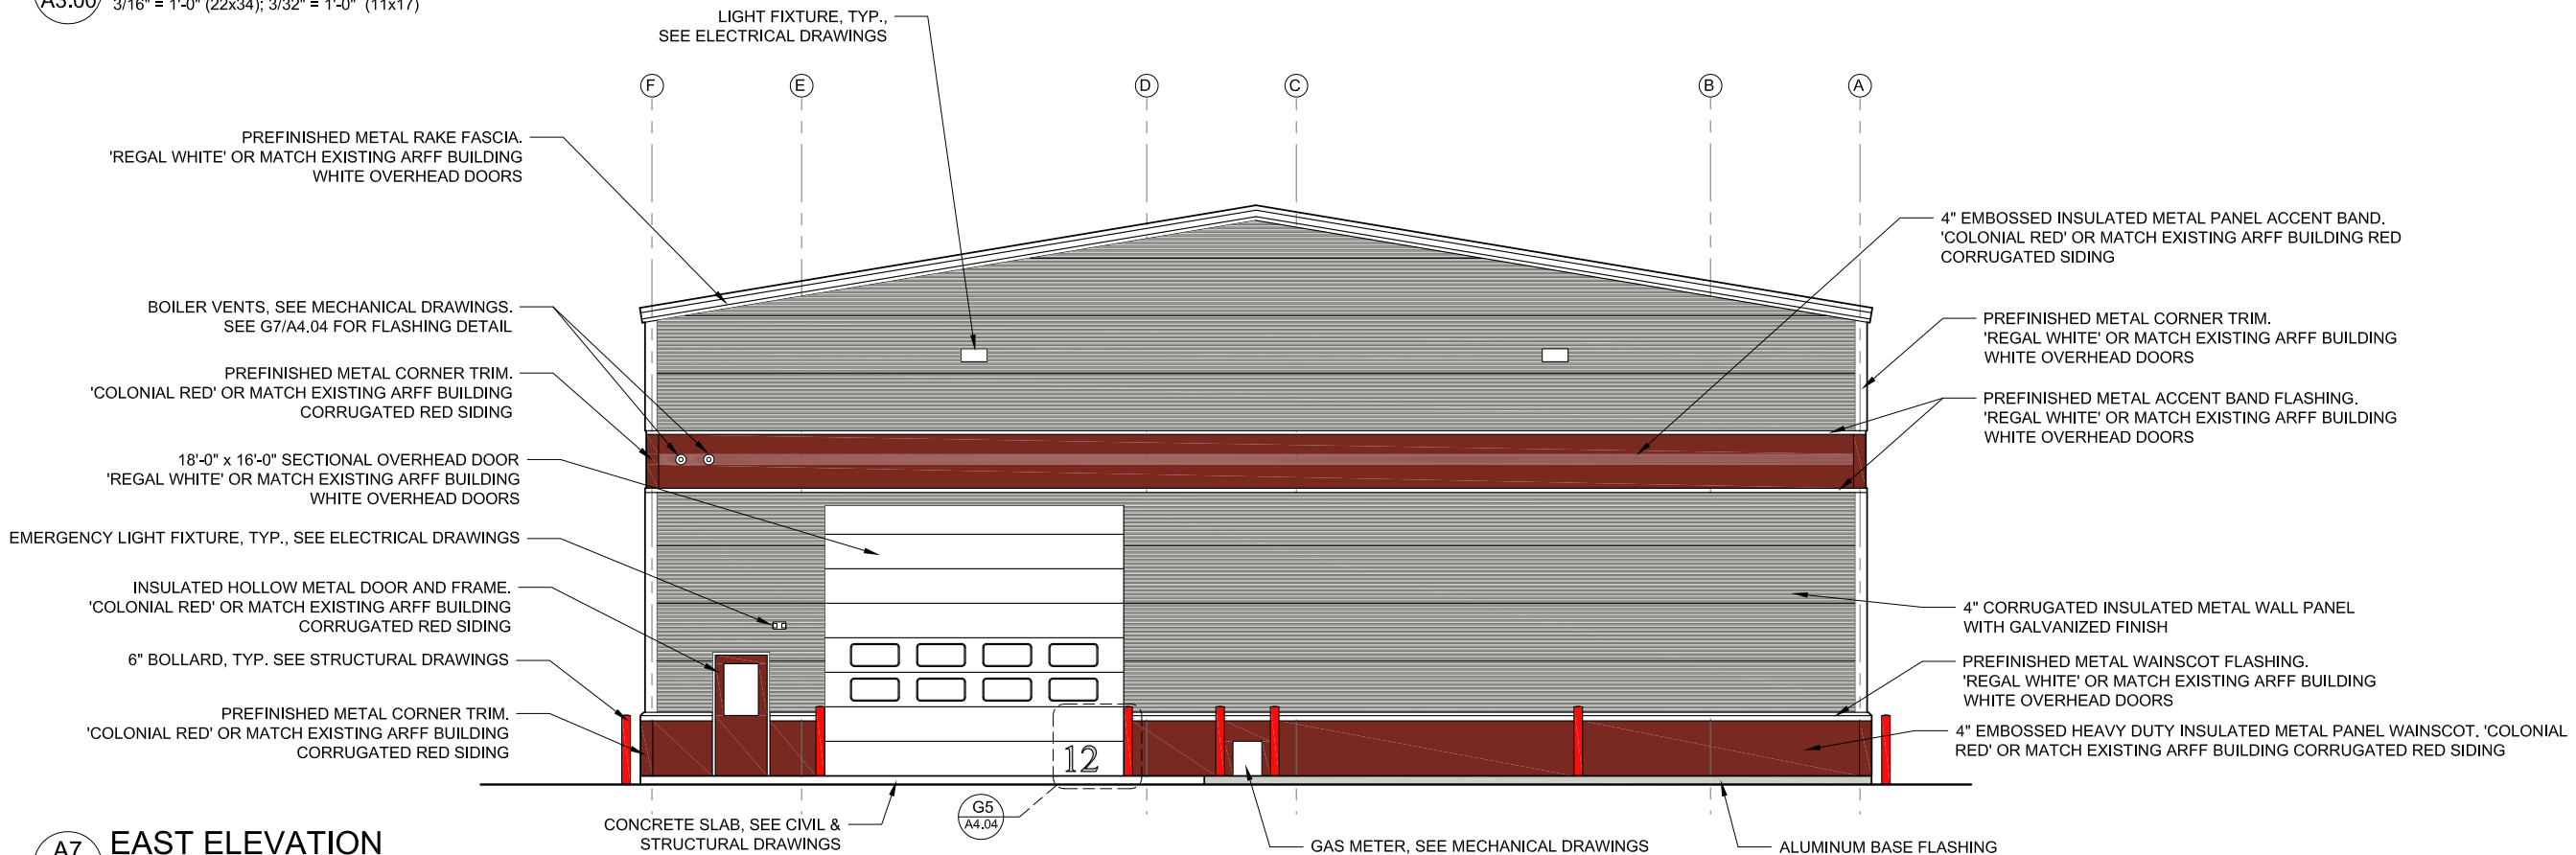 A3.00
3/16" = 1'-0" (22x34); 3/32" = 1'-0" (11x17)
LIGHT FIXTURE, TYP.,
SEE ELECTRICAL DRAWINGS
F
E
D
C
B
A
PREFINISHED METAL RAKE FASCIA.
'REGAL WHITE' OR MATCH EXISTING ARFF BUILDING
WHITE OVERHEAD DOORS
BOILER VENTS, SEE MECHANICAL DRAWINGS.
SEE G7/A4.04 FOR FLASHING DETAIL
PREFINISHED METAL CORNER TRIM.
'COLONIAL RED' OR MATCH EXISTING ARFF BUILDING
CORRUGATED RED SIDING
18'-0" x 16'-0" SECTIONAL OVERHEAD DOOR
'REGAL WHITE' OR MATCH EXISTING ARFF BUILDING
WHITE OVERHEAD DOORS
EMERGENCY LIGHT FIXTURE, TYP., SEE ELECTRICAL DRAWINGS
INSULATED HOLLOW METAL DOOR AND FRAME.
'COLONIAL RED' OR MATCH EXISTING ARFF BUILDING
CORRUGATED RED SIDING
6" BOLLARD, TYP. SEE STRUCTURAL DRAWINGS
PREFINISHED METAL CORNER TRIM.
'COLONIAL RED' OR MATCH EXISTING ARFF BUILDING
CORRUGATED RED SIDING
4" EMBOSSED INSULATED METAL PANEL ACCENT BAND.
'COLONIAL RED' OR MATCH EXISTING ARFF BUILDING RED
CORRUGATED SIDING
PREFINISHED METAL CORNER TRIM.
'REGAL WHITE' OR MATCH EXISTING ARFF BUILDING
WHITE OVERHEAD DOORS
PREFINISHED METAL ACCENT BAND FLASHING.
'REGAL WHITE' OR MATCH EXISTING ARFF BUILDING
WHITE OVERHEAD DOORS
4" CORRUGATED INSULATED METAL WALL PANEL
WITH GALVANIZED FINISH
PREFINISHED METAL WAINSCOT FLASHING.
'REGAL WHITE' OR MATCH EXISTING ARFF BUILDING
WHITE OVERHEAD DOORS
4" EMBOSSED HEAVY DUTY INSULATED METAL PANEL WAINSCOT. 'COLONIAL
RED' OR MATCH EXISTING ARFF BUILDING CORRUGATED RED SIDING
12
G5
A4.04
CONCRETE SLAB, SEE CIVIL &
STRUCTURAL DRAWINGS
GAS METER, SEE MECHANICAL DRAWINGS
ALUMINUM BASE FLASHING
A7
EAST ELEVATION